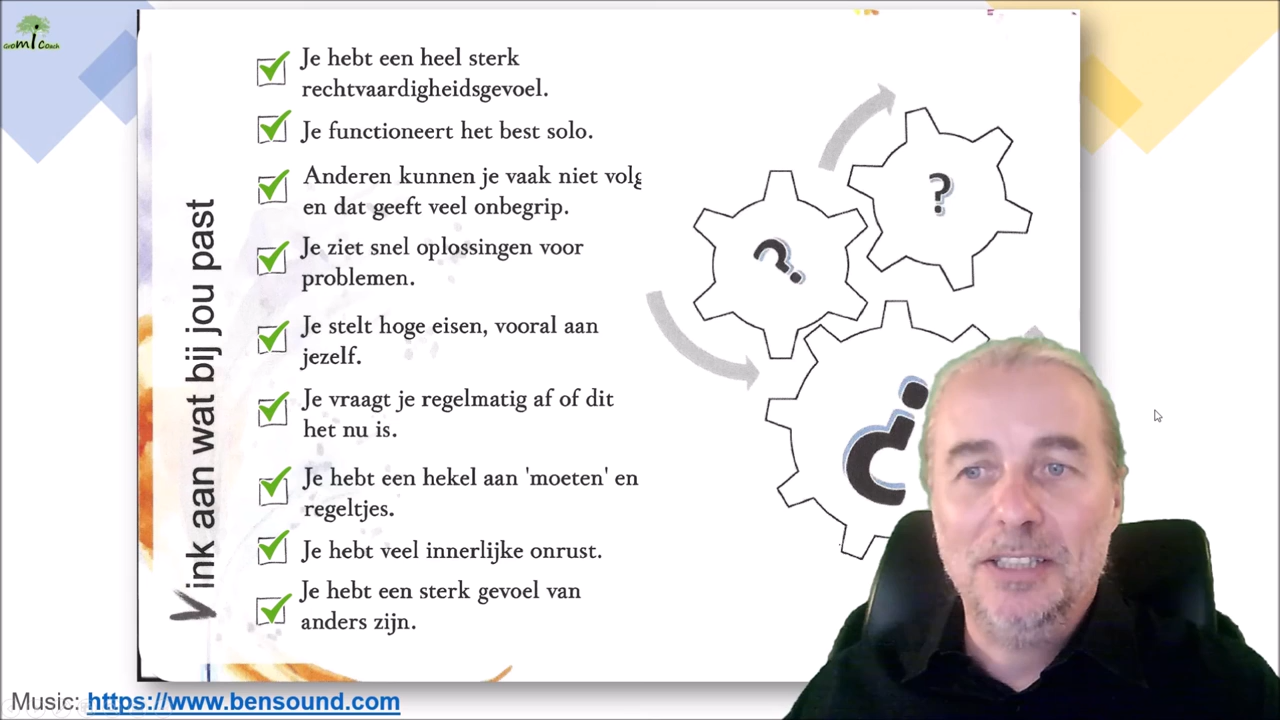 GroMiCoach
Je hebt een heel sterk
rechtvaardigheidsgevoel.
Je functioneert het best solo.
Anderen kunnen je vaak niet volg
en dat geeft veel onbegrip.
Je ziet snel oplossingen voor
problemen.
Je stelt hoge eisen, vooral aan
jezelf.
Je vraagt je regelmatig af of dit
het nu is.
Je hebt een hekel aan 'moeten' en
regeltjes.
Je hebt veel innerlijke onrust.
Je hebt een sterk gevoel van
anders zijn.
Vink aan wat bij jou past
?
?
?
Music: https://www.bensound.com